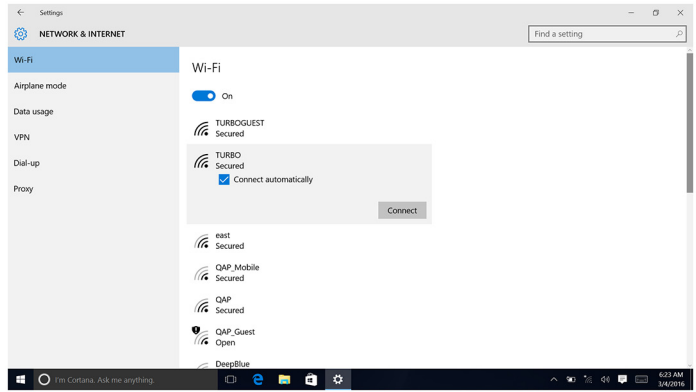 Settings
NETWORK & INTERNET
Find a setting
Wi-Fi
Airplane mode
Data usage
VPN
Dial-up
Proxy
Wi-Fi
On
TURBOGUEST
Secured
TURBO
Secured
Connect automatically
Connect
east
Secured
QAP_Mobile
Secured
QAP
Secured
QAP_Guest
Open
DeepBlue
I'm Cortana. Ask me anything.
6:23 AM
3/4/2016